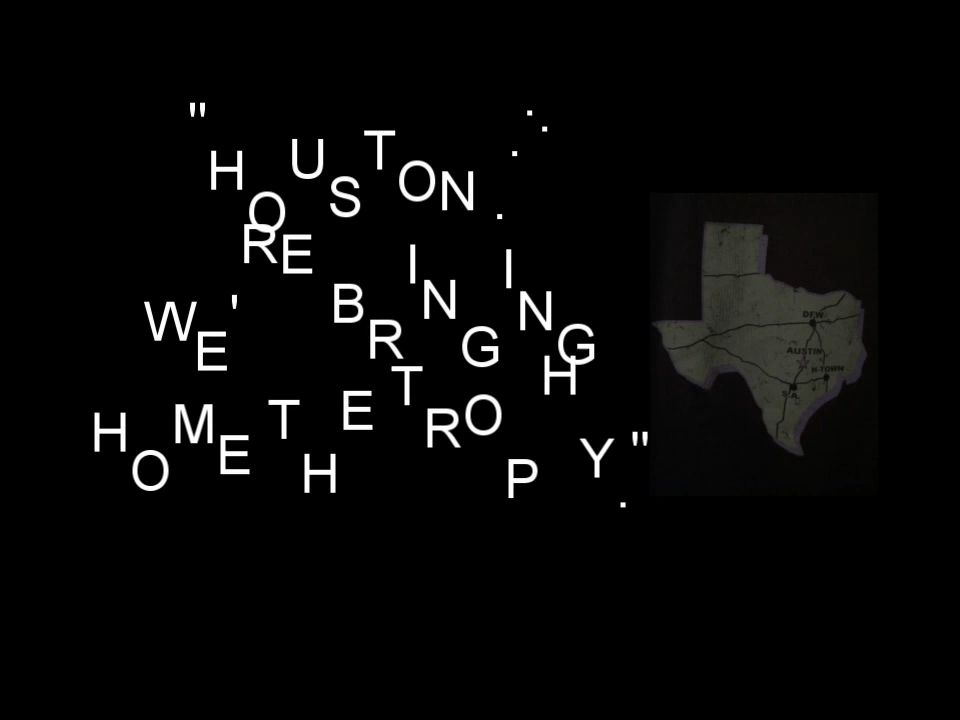 "HOUSTON....
WE'RE BRINGING
HOME THE TROPHY."
DFW
AUSTIN
H-TOWN
S.A.